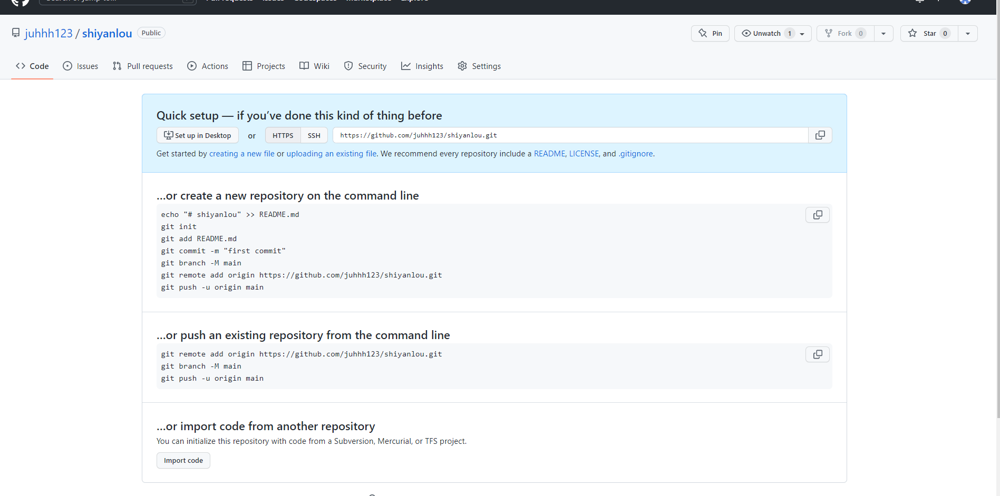 juhhh123 / shiyanlou Public
Pin Unwatch 1 Fork 0 Star 0
Code Issues Pull requests Actions Projects Wiki Security Insights Settings
Quick setup — if you’ve done this kind of thing before
Set up in Desktop or HTTPS SSH https://github.com/juhhh123/shiyanlou.git
Get started by creating a new file or uploading an existing file. We recommend every repository include a README, LICENSE, and .gitignore.
…or create a new repository on the command line
echo "# shiyanlou" >> README.md
git init
git add README.md
git commit -m "first commit"
git branch -M main
git remote add origin https://github.com/juhhh123/shiyanlou.git
git push -u origin main
…or push an existing repository from the command line
git remote add origin https://github.com/juhhh123/shiyanlou.git
git branch -M main
git push -u origin main
…or import code from another repository
You can initialize this repository with code from a Subversion, Mercurial, or TFS project.
Import code